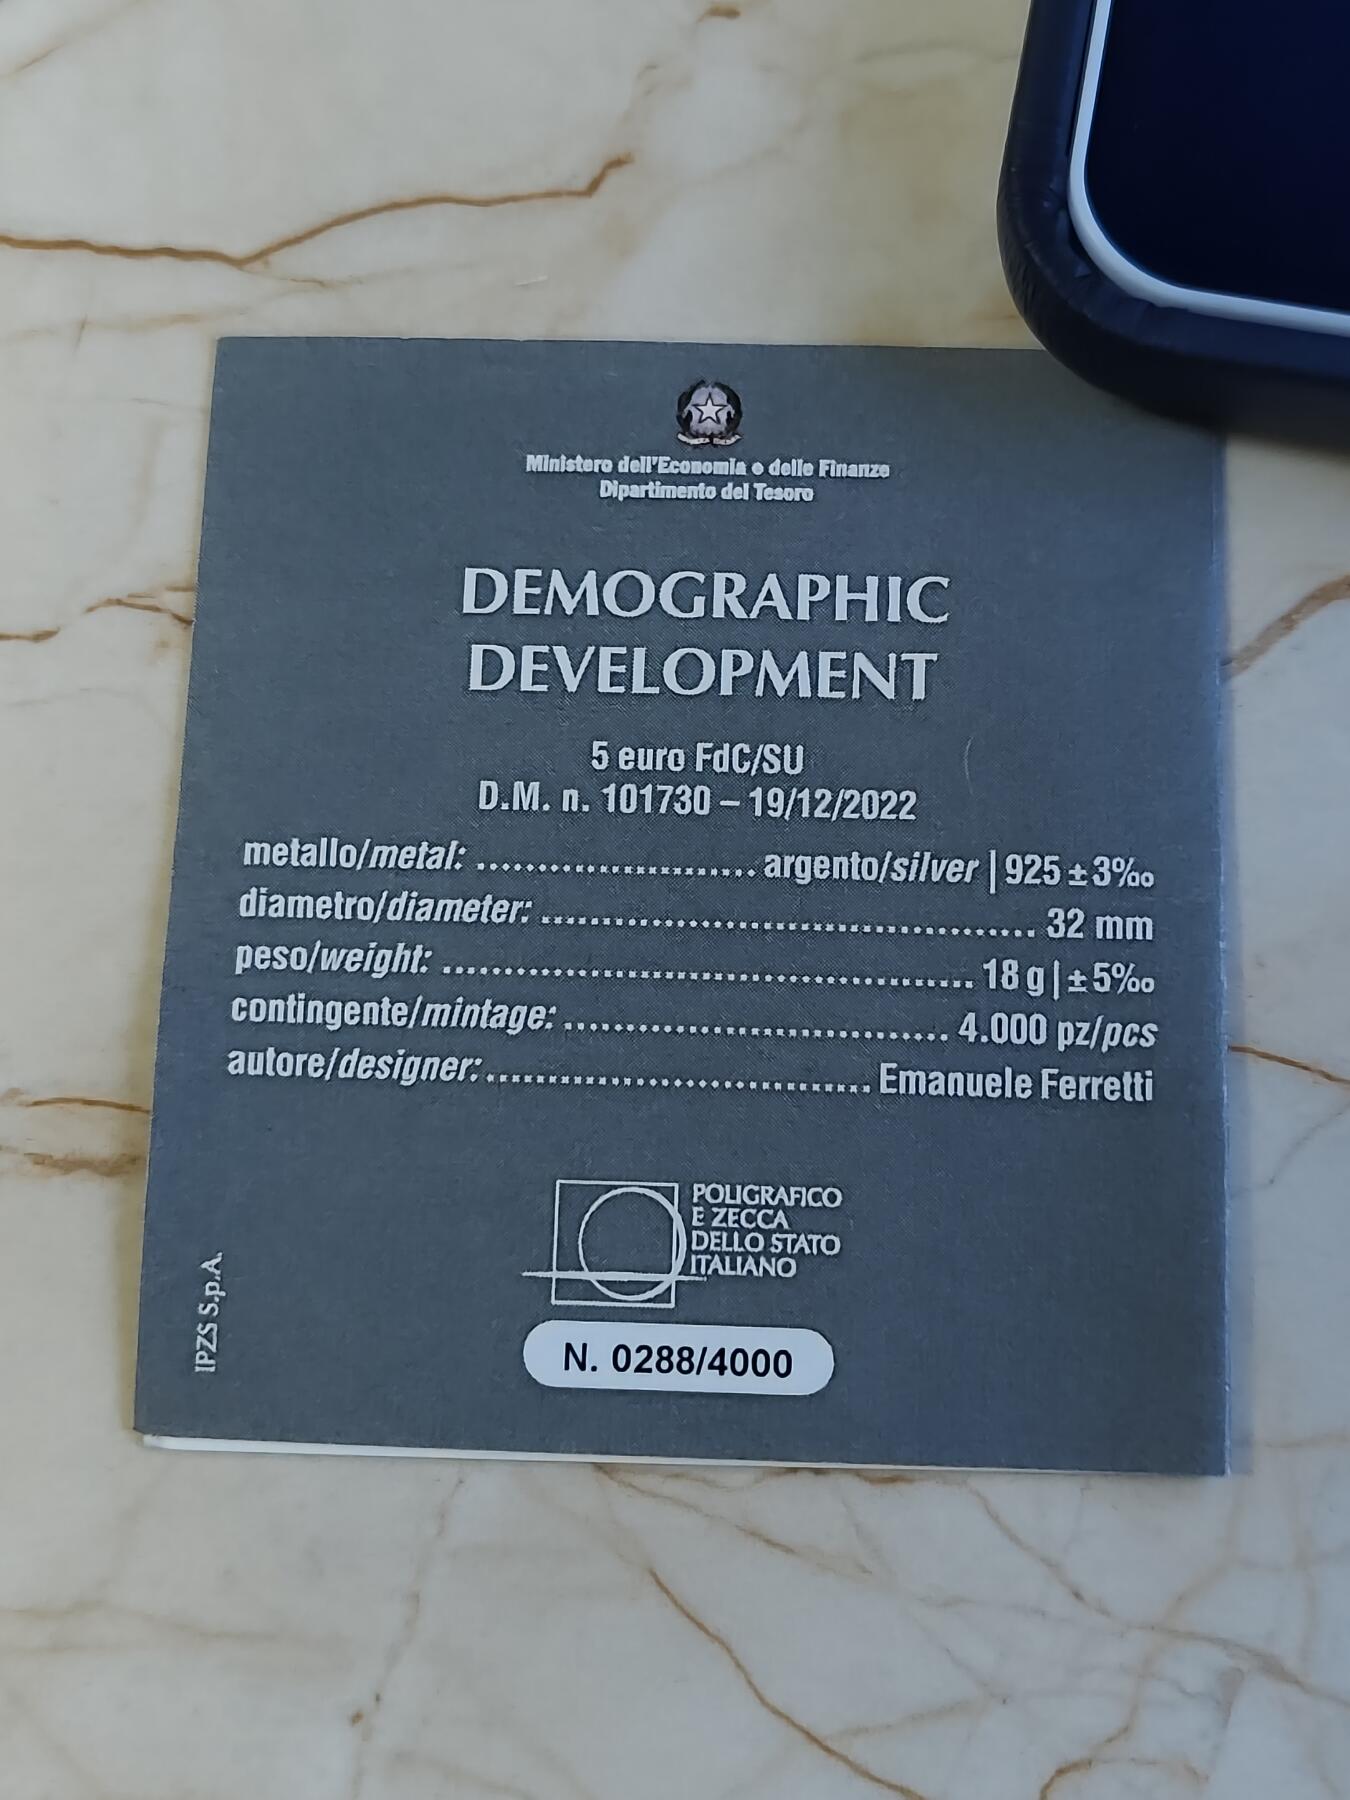 Ministero dell'Economia e delle Finanze
Dipartimento del Tesoro
DEMOGRAPHIC
DEVELOPMENT
5 euro FdC/SU
D.M. n. 101730 – 19/12/2022
metallo/metal: ........................ argento/silver | 925 ±3‰
diametro/diameter: ........................................ 32 mm
peso/weight: ........................................... 18 g | ±5‰
contingente/mintage: ............................... 4.000 pz/pcs
autore/designer: ............................... Emanuele Ferretti
POLIGRAFICO
E ZECCA
DELLO STATO
ITALIANO
IPZS S.p.A.
N. 0288/4000